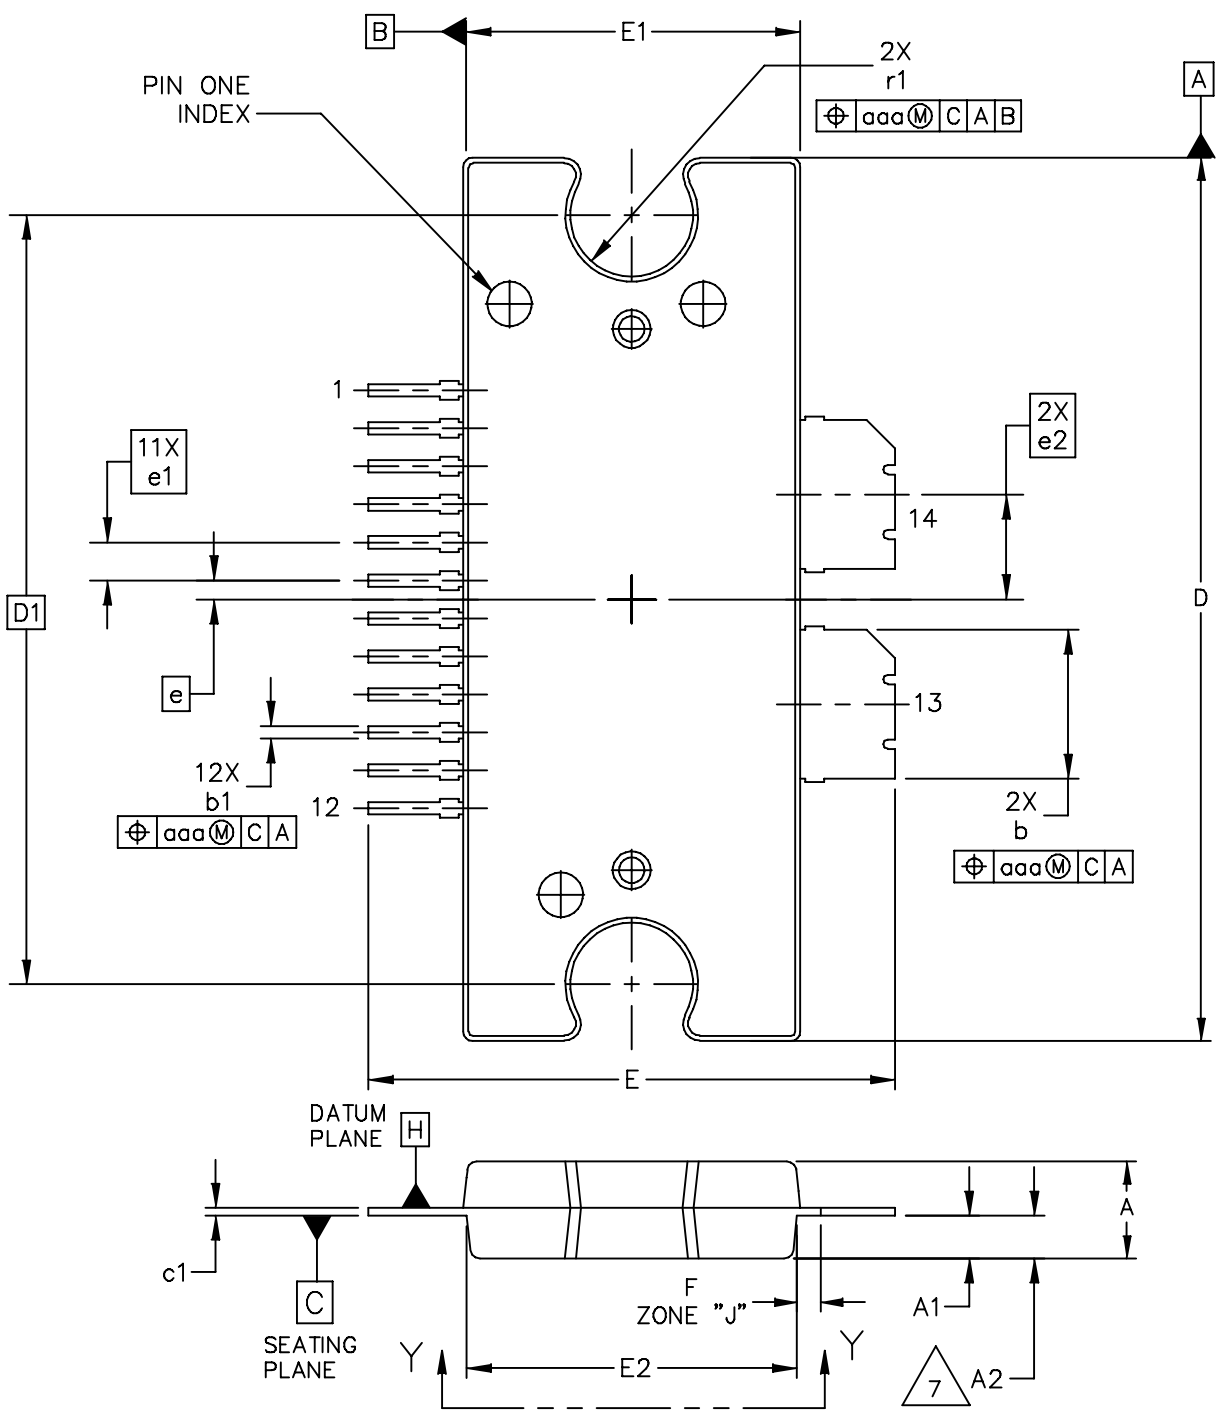 B
E1
2X
r1
⌖ aaa Ⓜ C A B
A
PIN ONE
INDEX
1
11X
e1
2X
e2
14
D1
D
e
13
12X
b1
⌖ aaa Ⓜ C A
12
2X
b
⌖ aaa Ⓜ C A
E
DATUM
PLANE
H
A
c1
C
SEATING
PLANE
F
ZONE "J"
A1
Y
Y
E2
7
A2